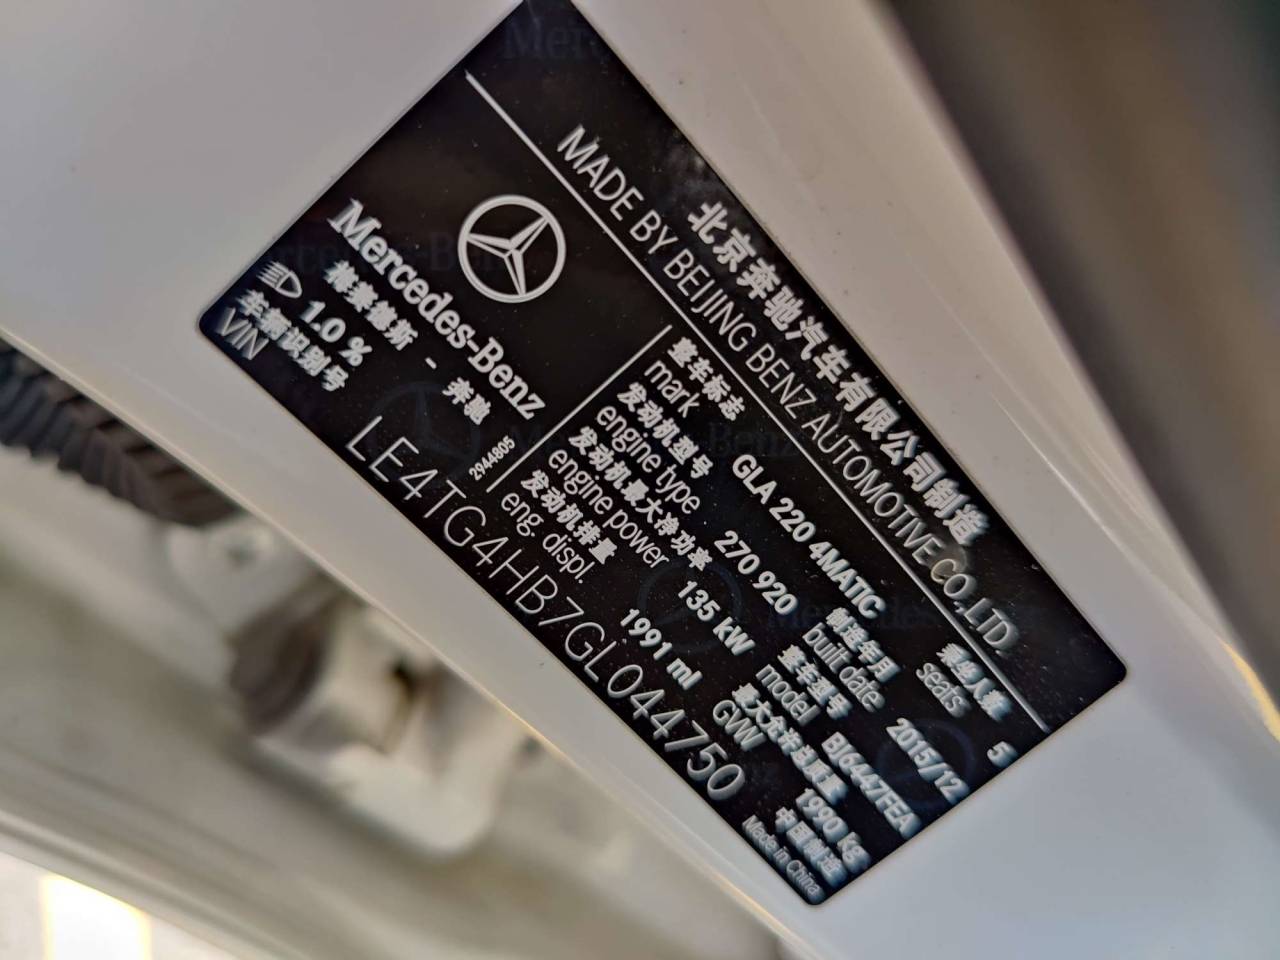 北京奔驰汽车有限公司制造
MADE BY BEIJING BENZ AUTOMOTIVE CO.,LTD
Mercedes-Benz
梅赛德斯 - 奔驰
1.0 %
2944805
整车标志 GLA 220 4MATIC 乘坐人数 5
mark seats
发动机型号 270 920 制造年月 2015/12
engine type built date
发动机最大净功率 135 kW 整车型号 BJ6447FEA
engine power model
发动机排量 1991 ml 最大允许总质量 1990 kg
eng. displ. GVW
车辆识别号
VIN
LE4TG4HB7GL044750
中国制造
Made in China